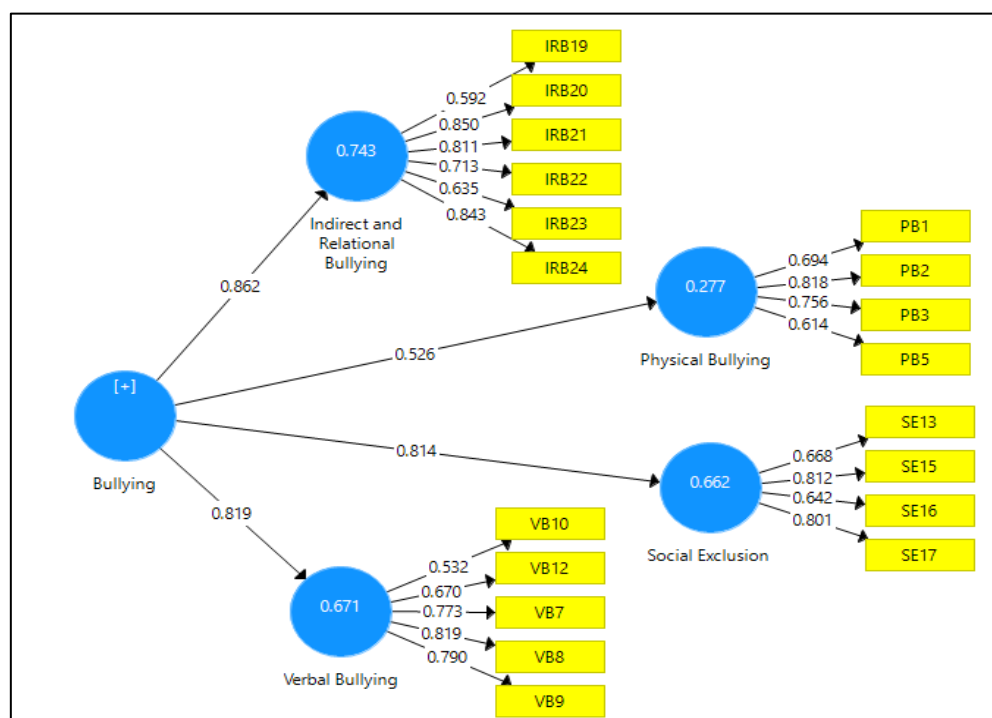 IRB19
0.592
IRB20
0.850
0.811
IRB21
0.743
0.713
IRB22
0.635
0.843
IRB23
Indirect and
Relational
Bullying
IRB24
0.862
PB1
0.694
PB2
0.818
0.277
0.756
PB3
0.614
Physical Bullying
PB5
0.526
[+]
Bullying
0.814
SE13
0.668
SE15
0.812
0.662
0.642
SE16
0.801
Social Exclusion
SE17
0.819
VB10
0.532
VB12
0.670
0.671
0.773
VB7
0.819
VB8
0.790
Verbal Bullying
VB9